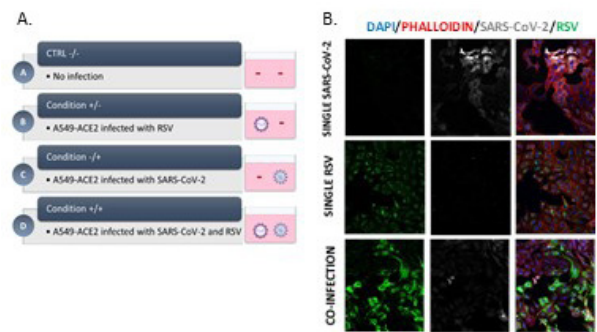 A.
A
CTRL -/-
▪ No infection
B
Condition +/-
▪ A549-ACE2 infected with RSV
C
Condition -/+
▪ A549-ACE2 infected with SARS-CoV-2
D
Condition +/+
▪ A549-ACE2 infected with SARS-CoV-2 and RSV
B.
DAPI/PHALLOIDIN/SARS-CoV-2/RSV
SINGLE SARS-CoV-2
SINGLE RSV
CO-INFECTION